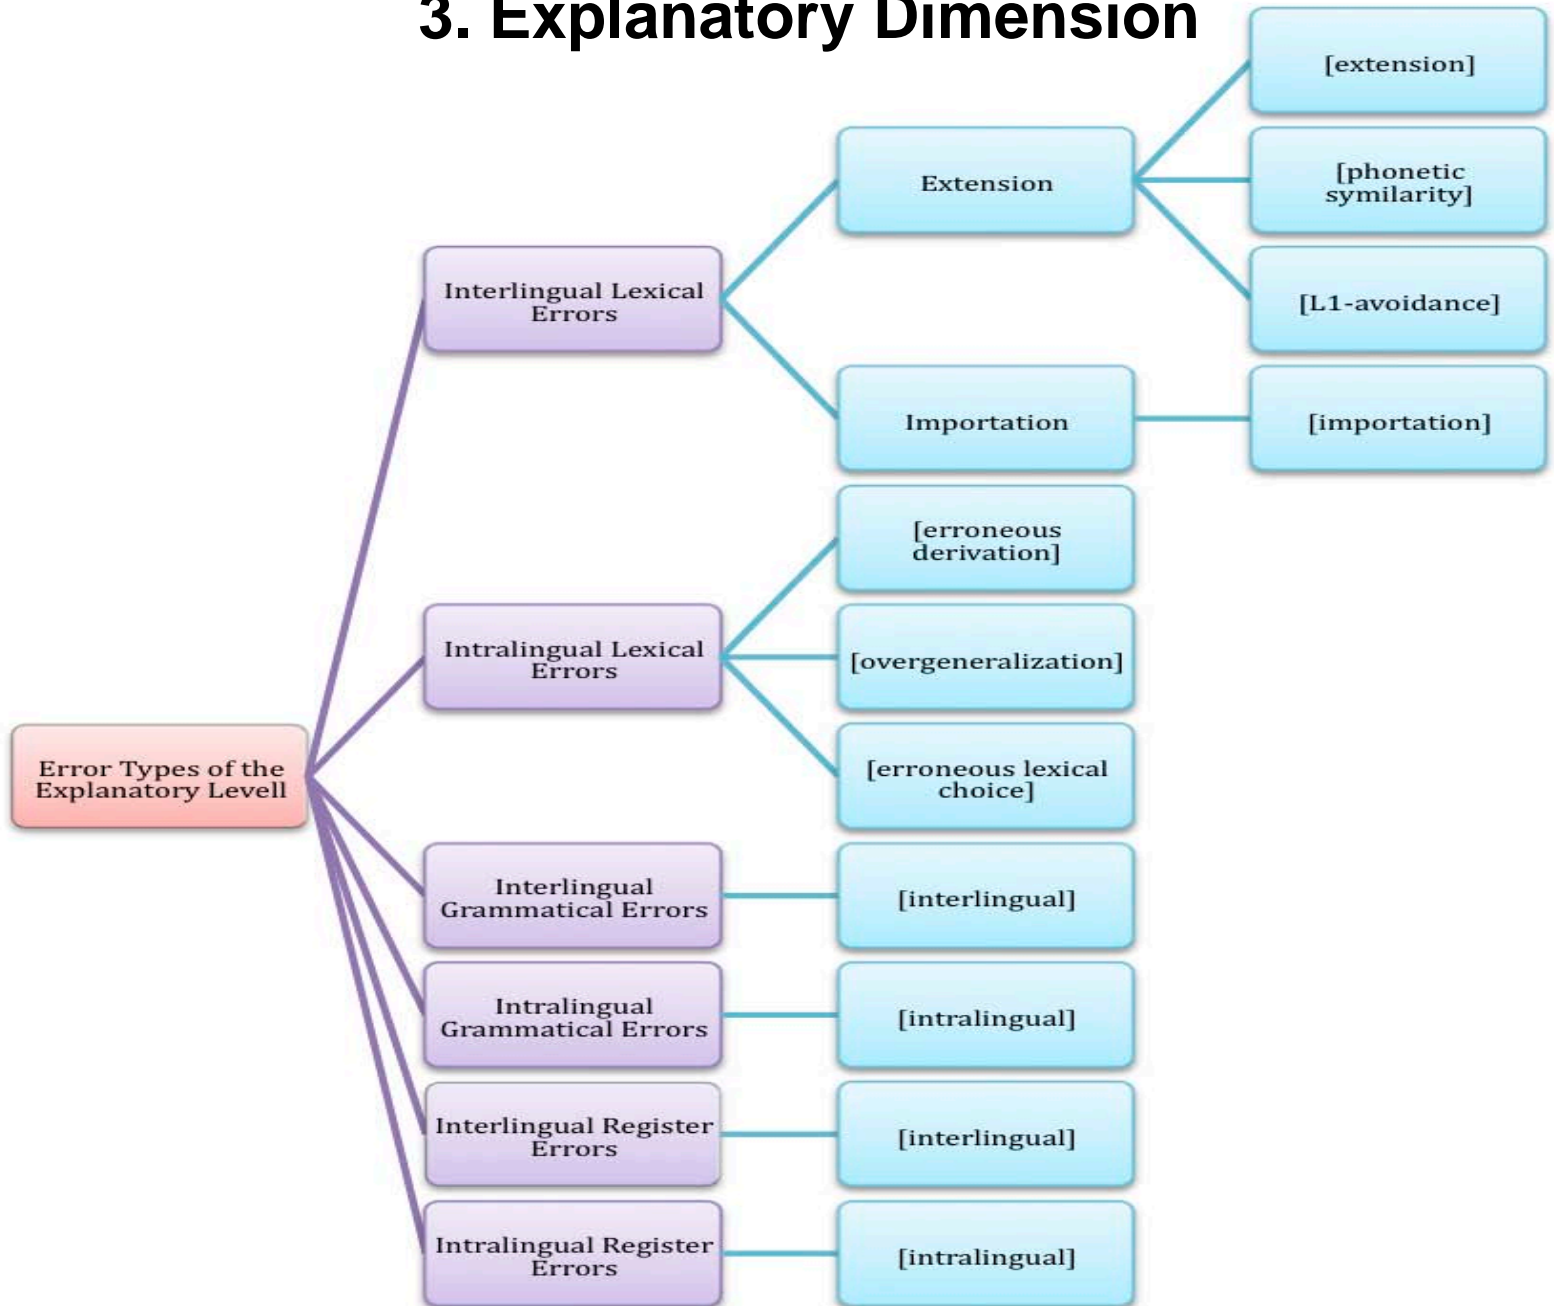 3. Explanatory Dimension
[extension]
[phonetic
symilarity]
Extension
[L1-avoidance]
Interlingual Lexical
Errors
Importation
[importation]
[erroneous
derivation]
Intralingual Lexical
Errors
[overgeneralization]
[erroneous lexical
choice]
Error Types of the
Explanatory Levell
Interlingual
Grammatical Errors
[interlingual]
Intralingual
Grammatical Errors
[intralingual]
Interlingual Register
Errors
[interlingual]
Intralingual Register
Errors
[intralingual]